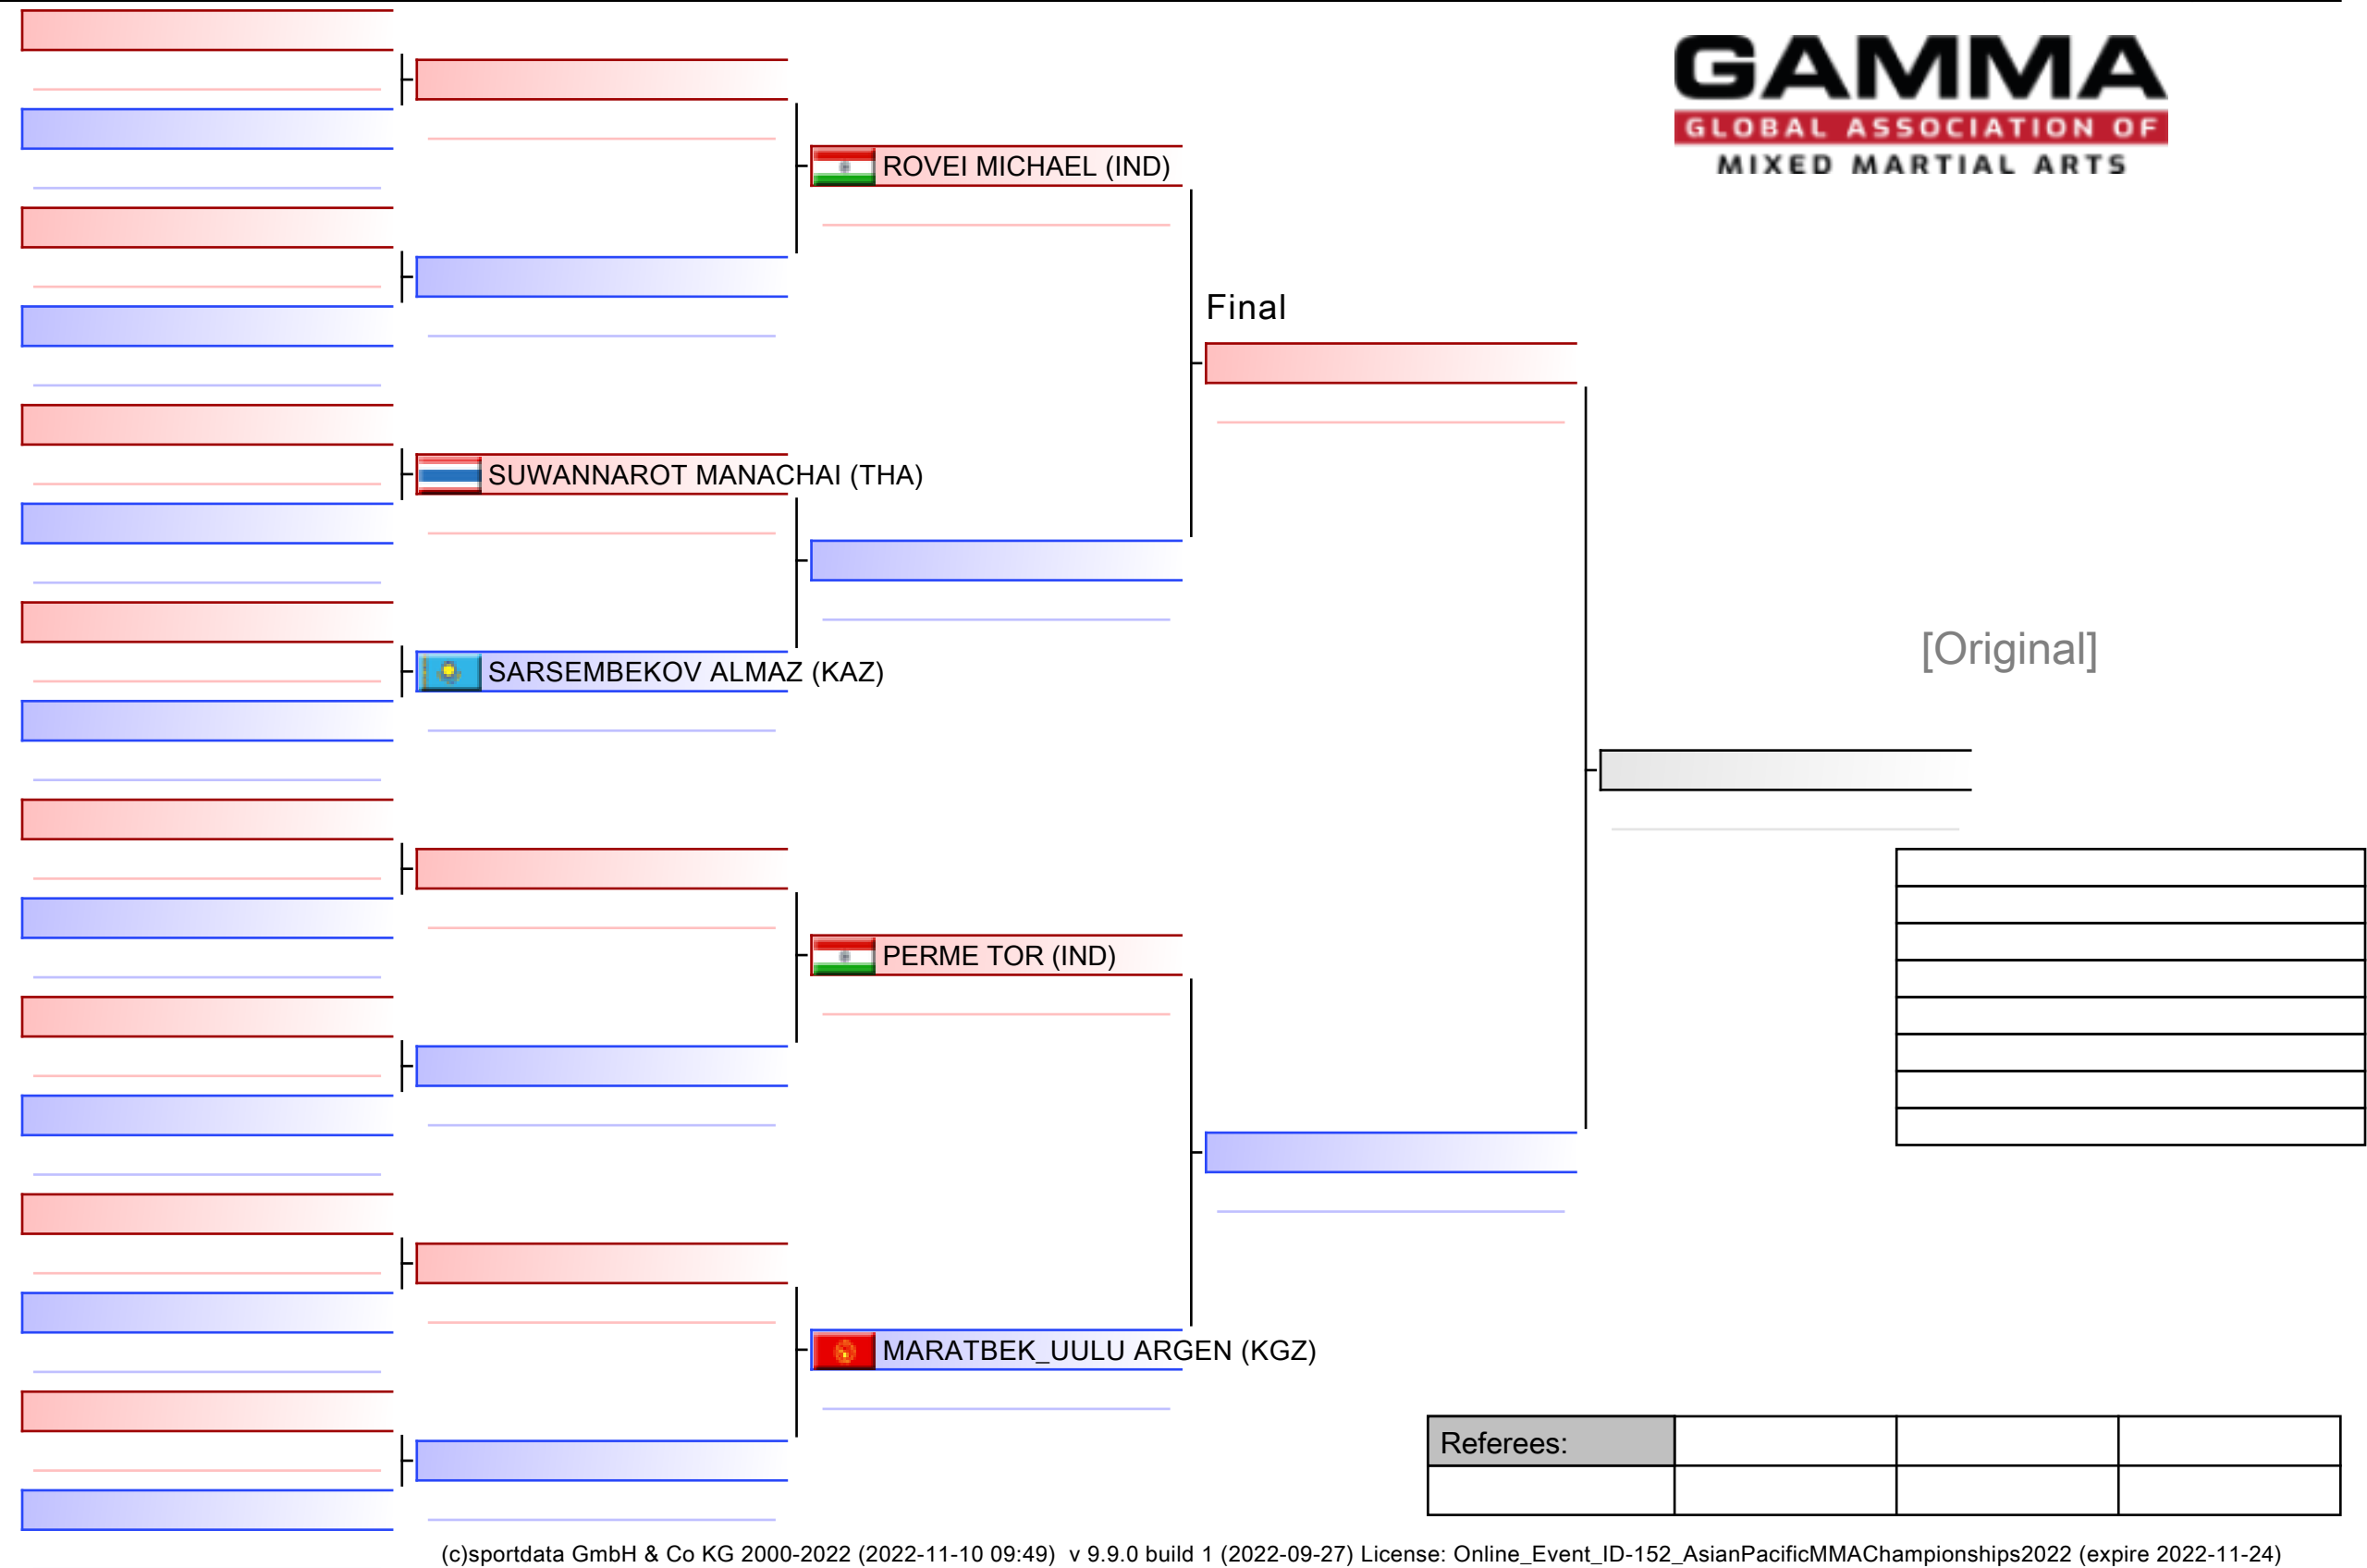 GAMMA
GLOBAL ASSOCIATION OF
MIXED MARTIAL ARTS
ROVEI MICHAEL (IND)
Final
SUWANNAROT MANACHAI (THA)
[Original]
SARSEMBEKOV ALMAZ (KAZ)
PERME TOR (IND)
MARATBEK_UULU ARGEN (KGZ)
Referees:
(c)sportdata GmbH & Co KG 2000-2022 (2022-11-10 09:49)  v 9.9.0 build 1 (2022-09-27) License: Online_Event_ID-152_AsianPacificMMAChampionships2022 (expire 2022-11-24)